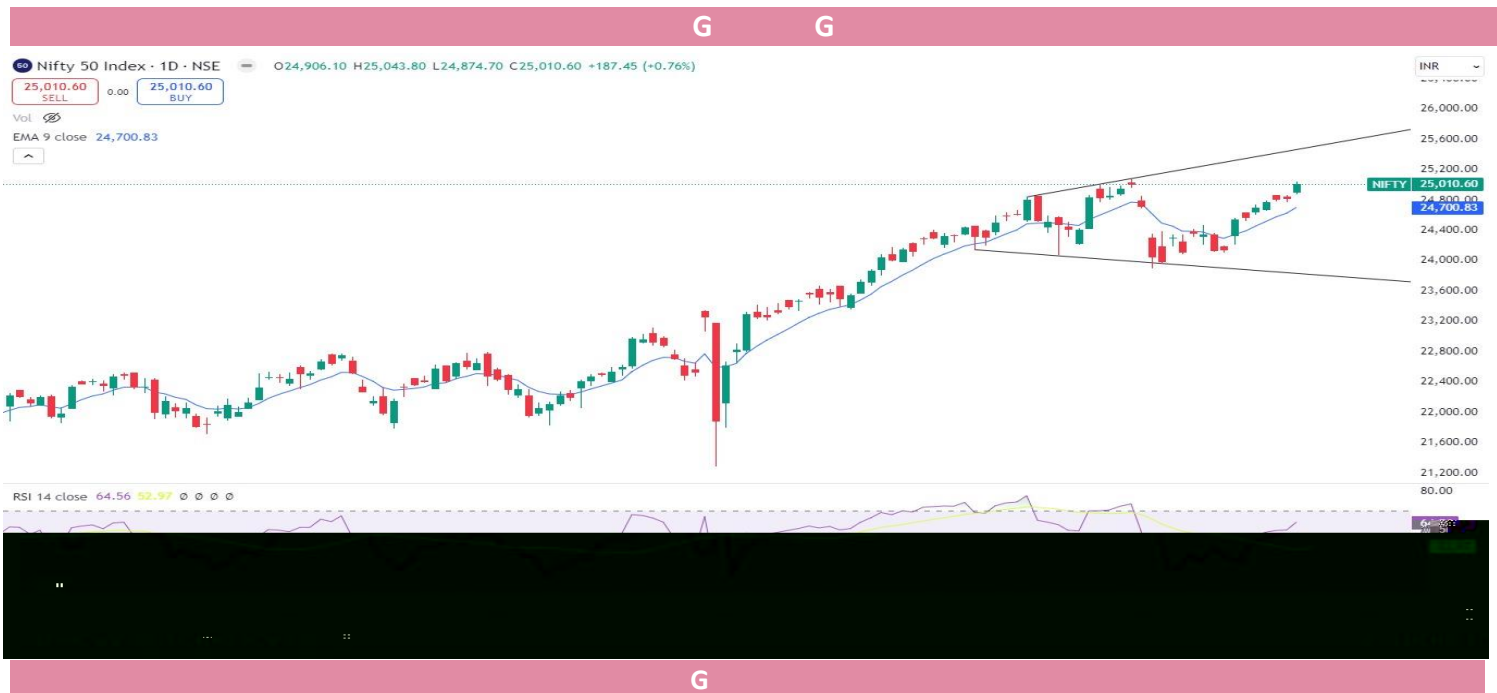 G G
50 Nifty 50 Index · 1D · NSE O24,906.10 H25,043.80 L24,874.70 C25,010.60 +187.45 (+0.76%)
INR
25,010.60 0.00 25,010.60
SELL BUY
Vol
EMA 9 close 24,700.83
26,000.00
25,600.00
25,200.00
NIFTY 25,010.60
24,800.00
24,700.83
24,400.00
24,000.00
23,600.00
23,200.00
22,800.00
22,400.00
22,000.00
21,600.00
21,200.00
RSI 14 close 64.56 52.97 Ø Ø Ø Ø
80.00
G